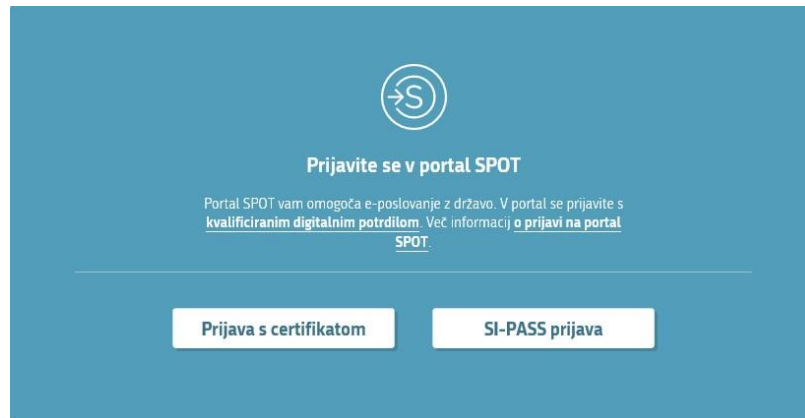 S
Prijavite se v portal SPOT
Portal SPOT vam omogoča e-poslovanje z državo. V portal se prijavite s
kvalificiranim digitalnim potrdilom. Več informacij o prijavi na portal
SPOT.
Prijava s certifikatom
SI-PASS prijava